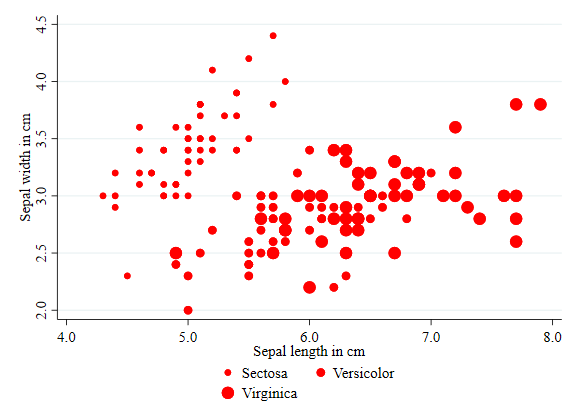 Sepal width in cm
4.5
4.0
3.5
3.0
2.5
2.0
4.0 5.0 6.0 7.0 8.0
Sepal length in cm
Sectosa Versicolor
Virginica